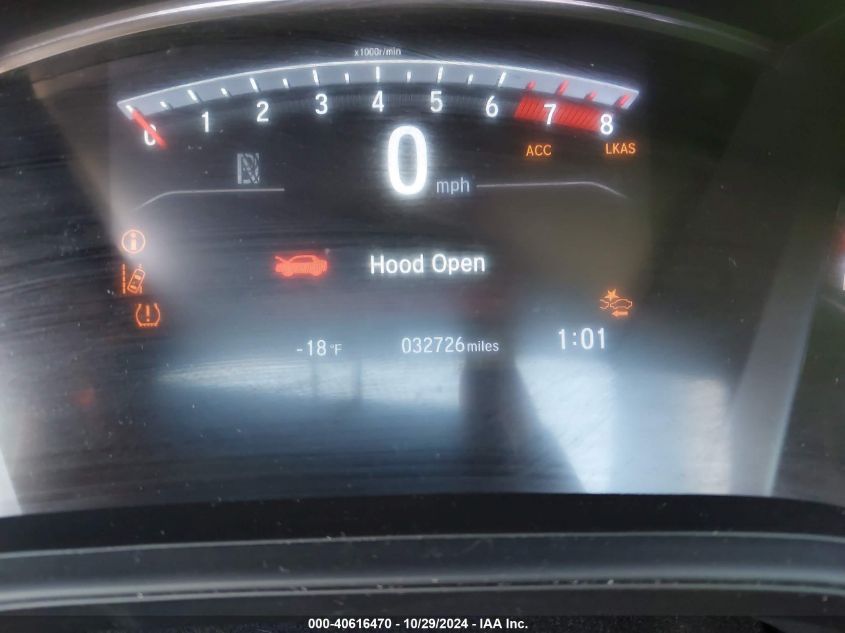 x1000r/min
0 1 2 3 4 5 6 7 8
ACC LKAS
0 mph
Hood Open
-18°F 032726 miles 1:01
000-40616470 - 10/29/2024 - IAA Inc.